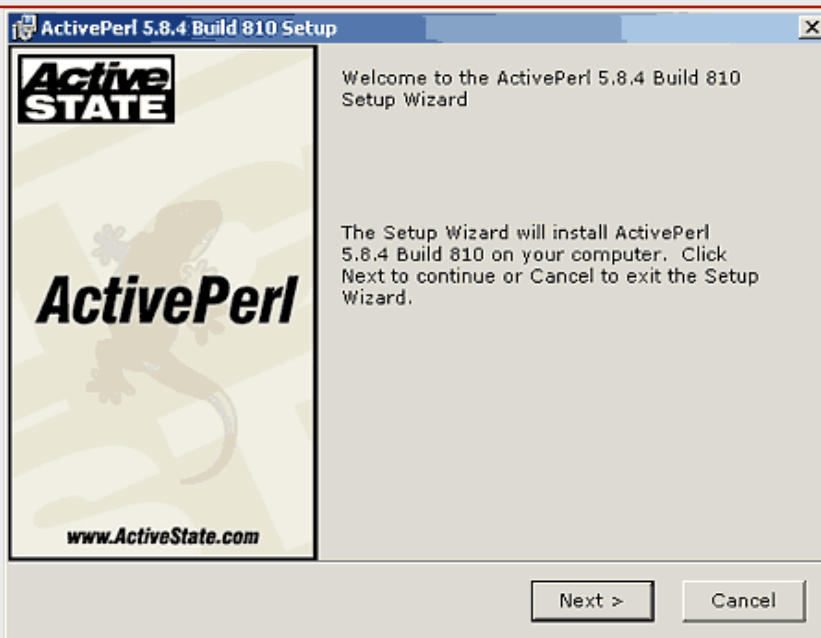 ActivePerl 5.8.4 Build 810 Setup
Active
STATE
ActivePerl
www.ActiveState.com
Welcome to the ActivePerl 5.8.4 Build 810
Setup Wizard
The Setup Wizard will install ActivePerl
5.8.4 Build 810 on your computer.  Click
Next to continue or Cancel to exit the Setup
Wizard.
Next >
Cancel